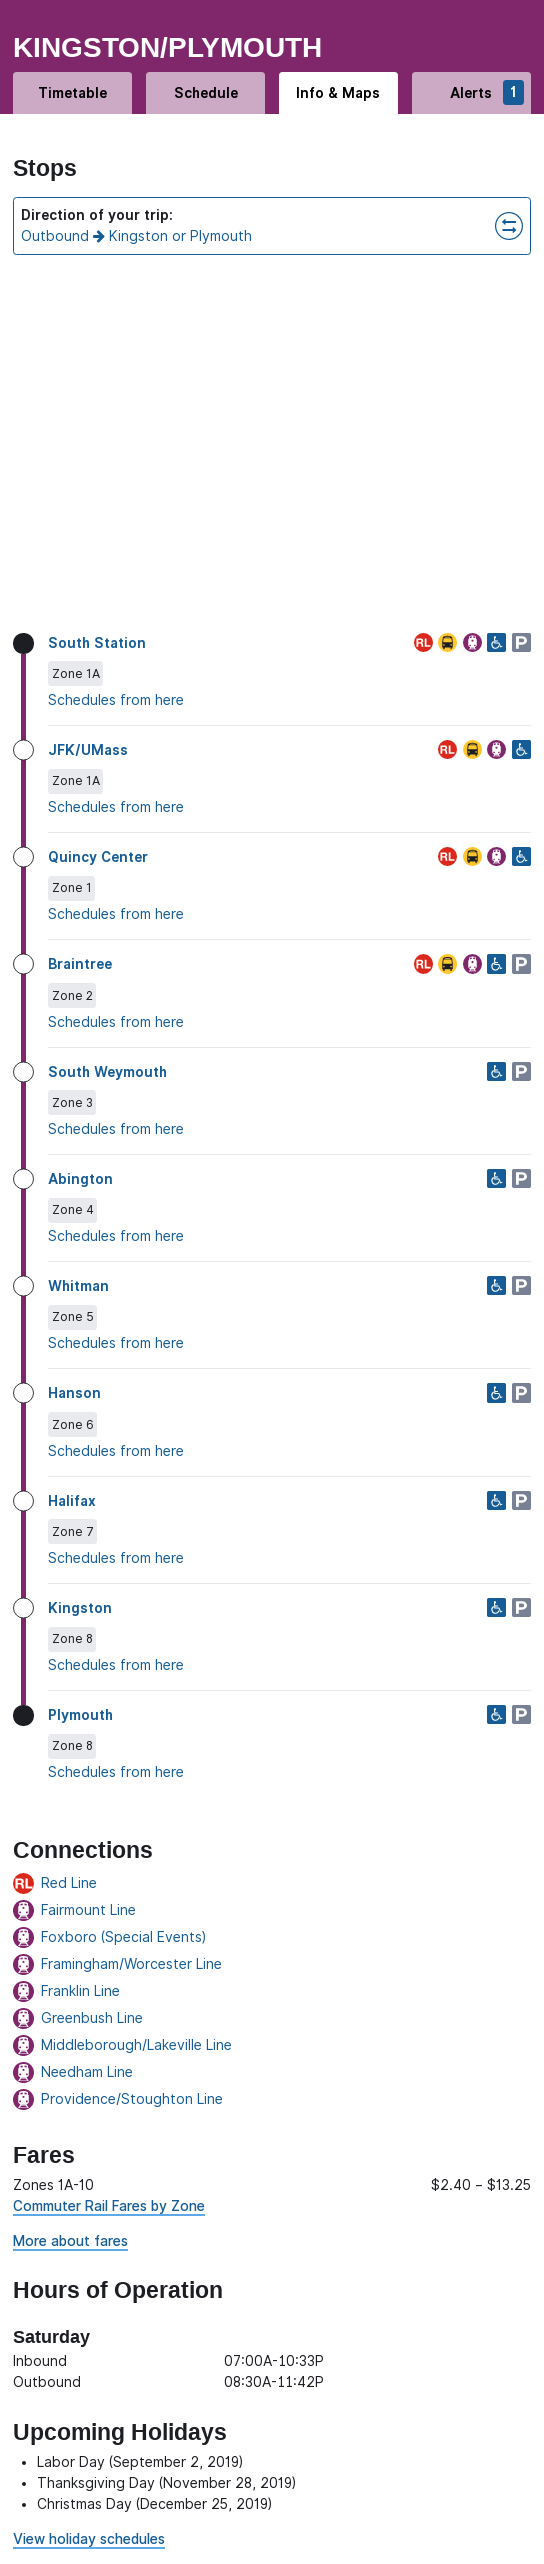 KINGSTON/PLYMOUTH
Timetable Schedule Info & Maps Alerts 1
Stops
Direction of your trip:
Outbound → Kingston or Plymouth
South Station RL P
Zone 1A
Schedules from here
JFK/UMass RL
Zone 1A
Schedules from here
Quincy Center RL
Zone 1
Schedules from here
Braintree RL P
Zone 2
Schedules from here
South Weymouth P
Zone 3
Schedules from here
Abington P
Zone 4
Schedules from here
Whitman P
Zone 5
Schedules from here
Hanson P
Zone 6
Schedules from here
Halifax P
Zone 7
Schedules from here
Kingston P
Zone 8
Schedules from here
Plymouth P
Zone 8
Schedules from here
Connections
RL Red Line
Fairmount Line
Foxboro (Special Events)
Framingham/Worcester Line
Franklin Line
Greenbush Line
Middleborough/Lakeville Line
Needham Line
Providence/Stoughton Line
Fares
Zones 1A-10 $2.40 – $13.25
Commuter Rail Fares by Zone
More about fares
Hours of Operation
Saturday
Inbound 07:00A-10:33P
Outbound 08:30A-11:42P
Upcoming Holidays
• Labor Day (September 2, 2019)
• Thanksgiving Day (November 28, 2019)
• Christmas Day (December 25, 2019)
View holiday schedules